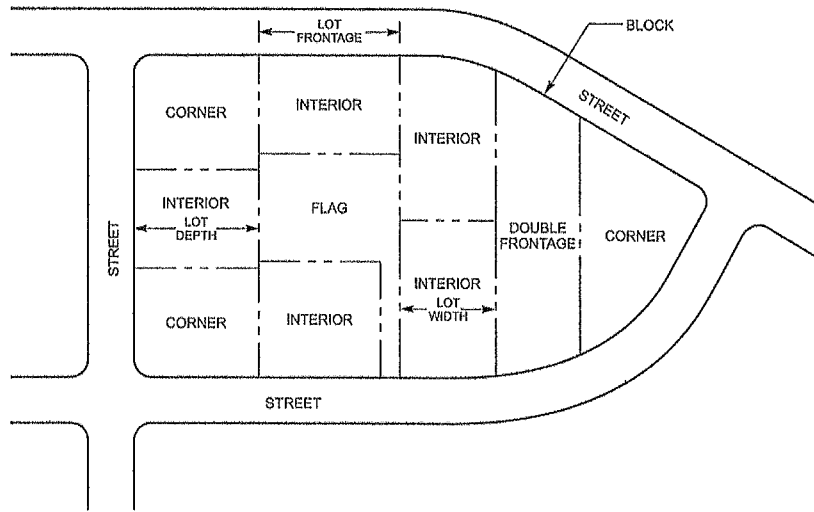 LOT
FRONTAGE
BLOCK
STREET
CORNER
INTERIOR
INTERIOR
INTERIOR
LOT
DEPTH
FLAG
DOUBLE
FRONTAGE
CORNER
STREET
CORNER
INTERIOR
INTERIOR
LOT
WIDTH
STREET